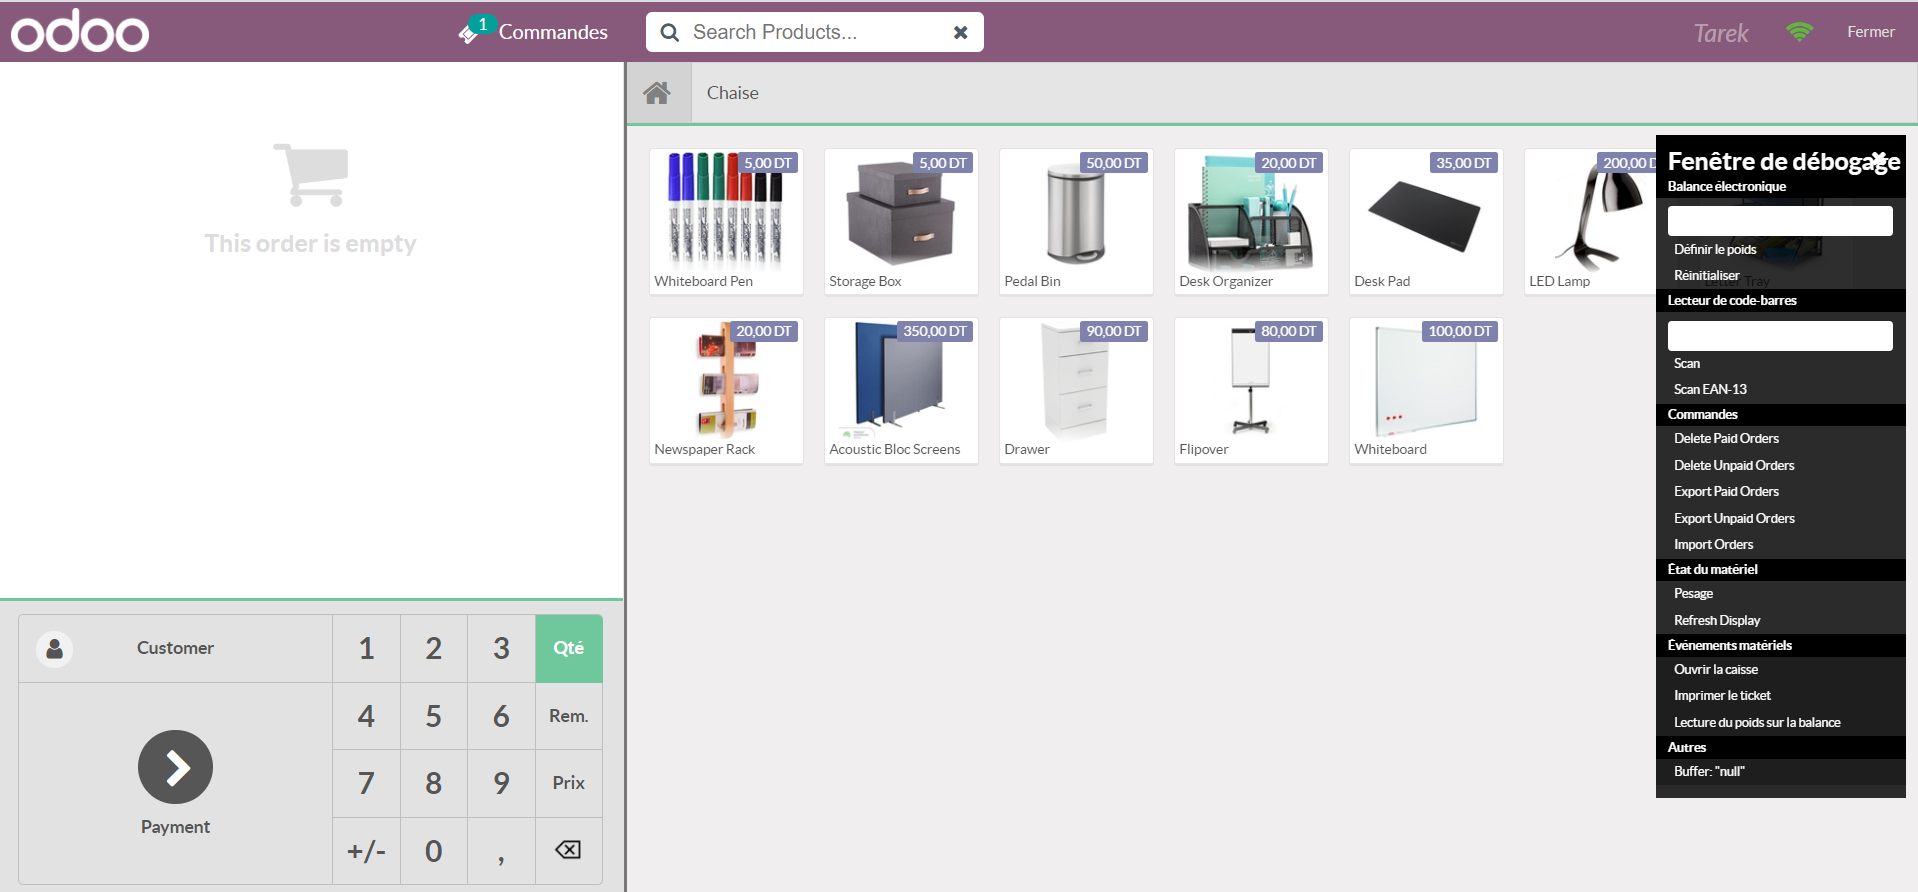 odoo
1
Commandes
Search Products...
Tarek
Fermer
This order is empty
Chaise
5,00 DT
Whiteboard Pen
5,00 DT
Storage Box
50,00 DT
Pedal Bin
20,00 DT
Desk Organizer
35,00 DT
Desk Pad
200,00 D
LED Lamp
Letter Tray
20,00 DT
Newspaper Rack
350,00 DT
Acoustic Bloc Screens
90,00 DT
Drawer
80,00 DT
Flipover
100,00 DT
Whiteboard
Fenêtre de débogage
Balance électronique
Définir le poids
Réinitialiser
Lecteur de code-barres
Scan
Scan EAN-13
Commandes
Delete Paid Orders
Delete Unpaid Orders
Export Paid Orders
Export Unpaid Orders
Import Orders
État du matériel
Pesage
Refresh Display
Événements matériels
Ouvrir la caisse
Imprimer le ticket
Lecture du poids sur la balance
Autres
Buffer: "null"
Customer
1 2 3 Qté
4 5 6 Rem.
7 8 9 Prix
Payment
+/- 0 ,